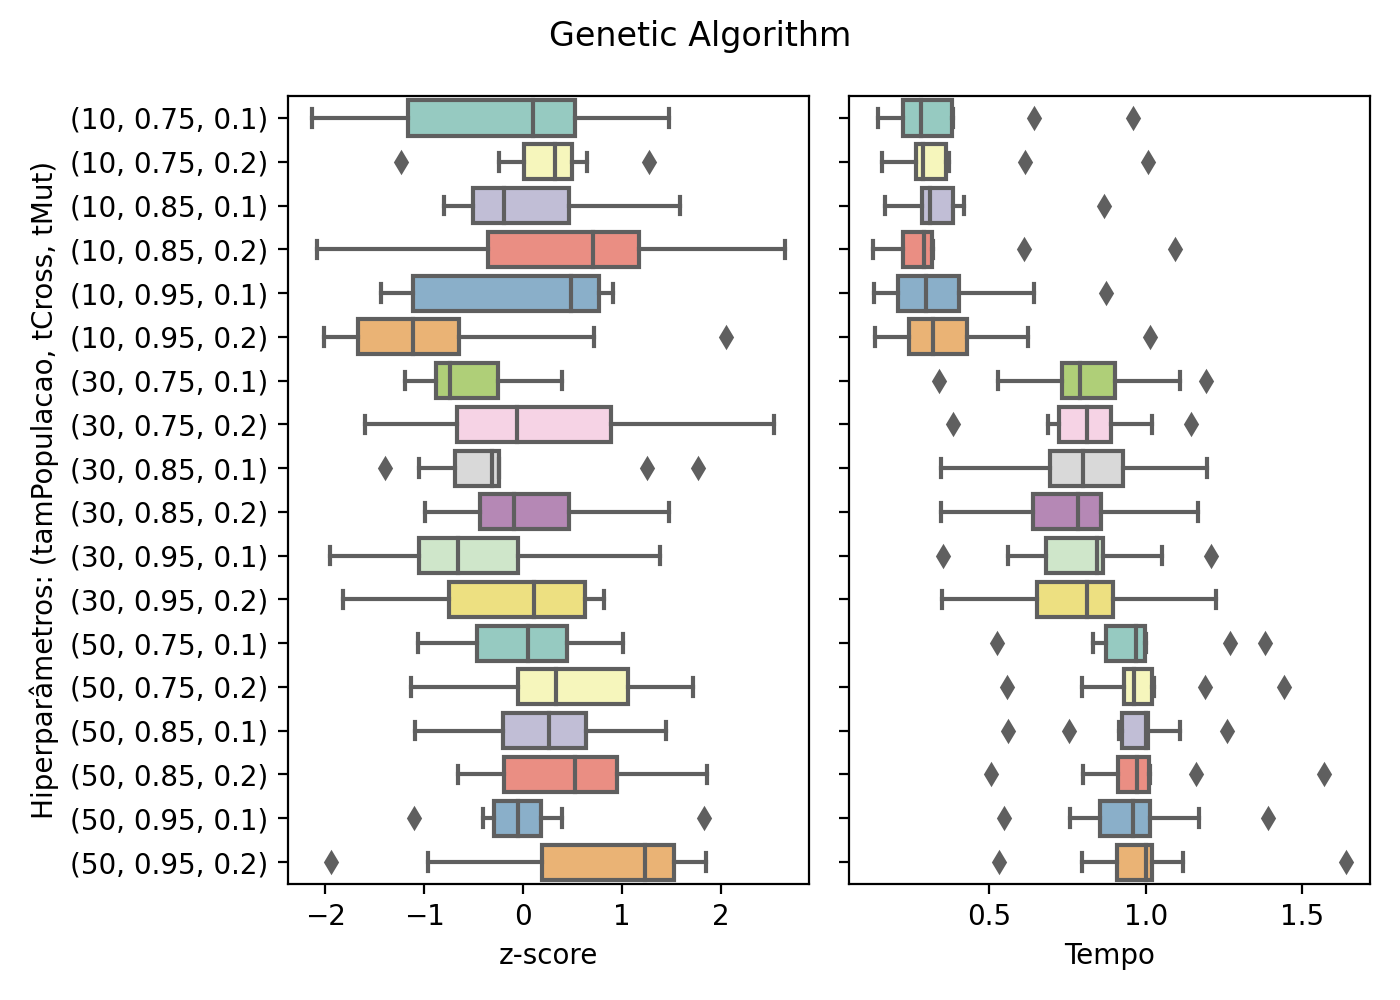 Genetic Algorithm
Hiperparâmetros: (tamPopulacao, tCross, tMut)
(10, 0.75, 0.1)
(10, 0.75, 0.2)
(10, 0.85, 0.1)
(10, 0.85, 0.2)
(10, 0.95, 0.1)
(10, 0.95, 0.2)
(30, 0.75, 0.1)
(30, 0.75, 0.2)
(30, 0.85, 0.1)
(30, 0.85, 0.2)
(30, 0.95, 0.1)
(30, 0.95, 0.2)
(50, 0.75, 0.1)
(50, 0.75, 0.2)
(50, 0.85, 0.1)
(50, 0.85, 0.2)
(50, 0.95, 0.1)
(50, 0.95, 0.2)
−2 −1 0 1 2
z-score
0.5 1.0 1.5
Tempo